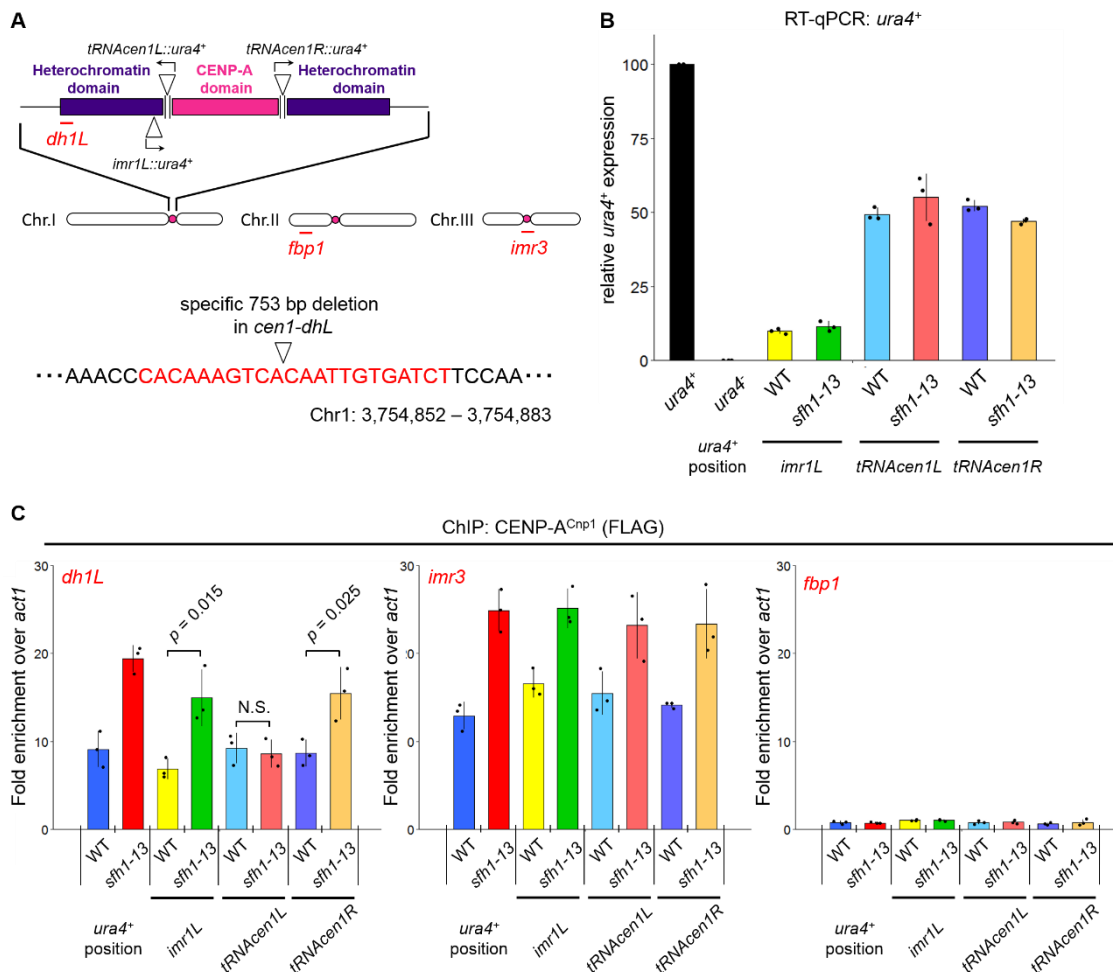 A
tRNAcen1L::ura4⁺ tRNAcen1R::ura4⁺
Heterochromatin domain
CENP-A domain
Heterochromatin domain
dh1L
imr1L::ura4⁺
Chr.I
Chr.II
Chr.III
fbp1
imr3
specific 753 bp deletion
in cen1-dhL
···AAACCCACAAAGTCACAATTGTGATCTTCCAA···
Chr1: 3,754,852 – 3,754,883
B
RT-qPCR: ura4⁺
relative ura4⁺ expression
100
75
50
25
0
ura4⁺ ura4⁻ WT sfh1-13 WT sfh1-13 WT sfh1-13
ura4⁺ position
imr1L tRNAcen1L tRNAcen1R
C
ChIP: CENP-Aᶜⁿᵖ¹ (FLAG)
dh1L
Fold enrichment over act1
30
20
10
0
p = 0.015
N.S.
p = 0.025
WT sfh1-13 WT sfh1-13 WT sfh1-13 WT sfh1-13
ura4⁺ position
imr1L tRNAcen1L tRNAcen1R
imr3
Fold enrichment over act1
30
20
10
0
WT sfh1-13 WT sfh1-13 WT sfh1-13 WT sfh1-13
ura4⁺ position
imr1L tRNAcen1L tRNAcen1R
fbp1
Fold enrichment over act1
30
20
10
0
WT sfh1-13 WT sfh1-13 WT sfh1-13 WT sfh1-13
ura4⁺ position
imr1L tRNAcen1L tRNAcen1R